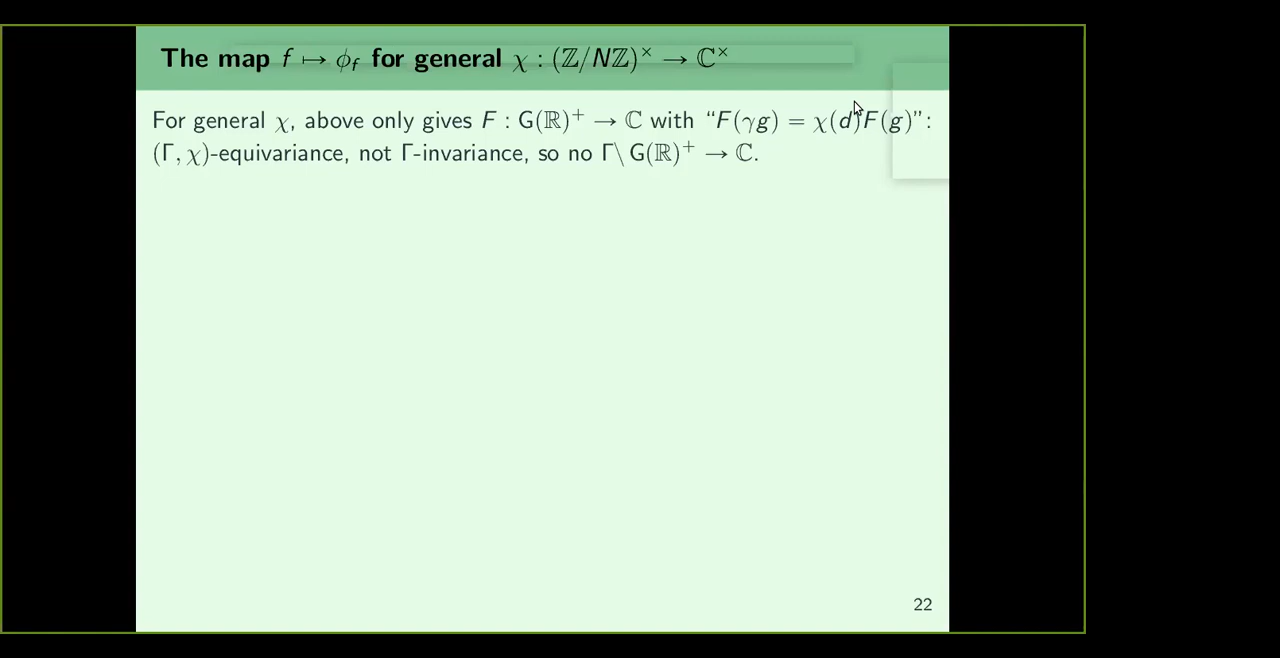 The map f ↦ ϕ_f for general χ : (ℤ/Nℤ)^× → ℂ^×
For general χ, above only gives F : G(ℝ)^+ → ℂ with “F(γg) = χ(d)F(g)”:
(Γ, χ)-equivariance, not Γ-invariance, so no Γ\ G(ℝ)^+ → ℂ.
22